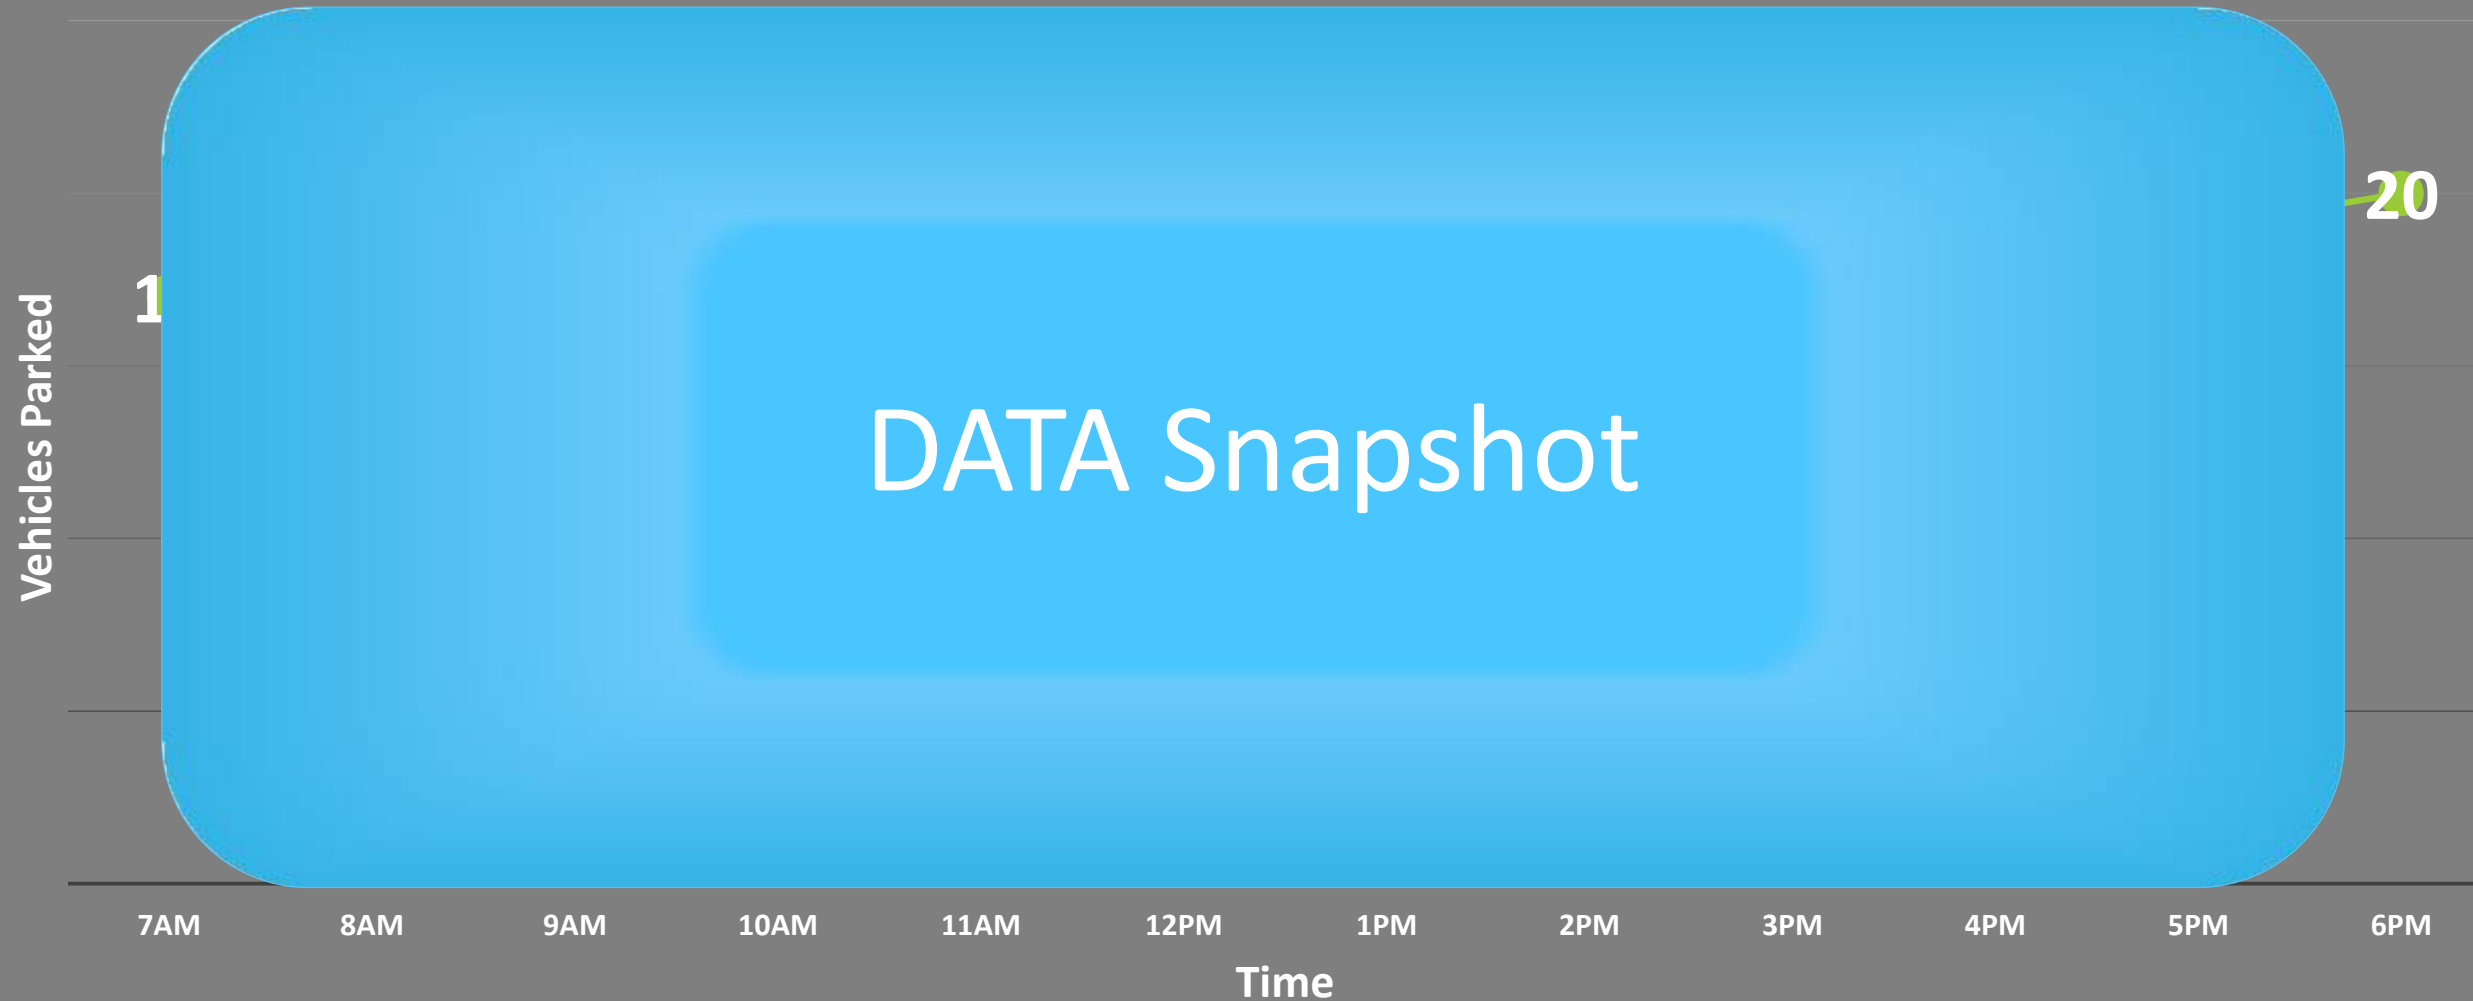 20
Vehicles Parked
DATA Snapshot
7AM 8AM 9AM 10AM 11AM 12PM 1PM 2PM 3PM 4PM 5PM 6PM
Time